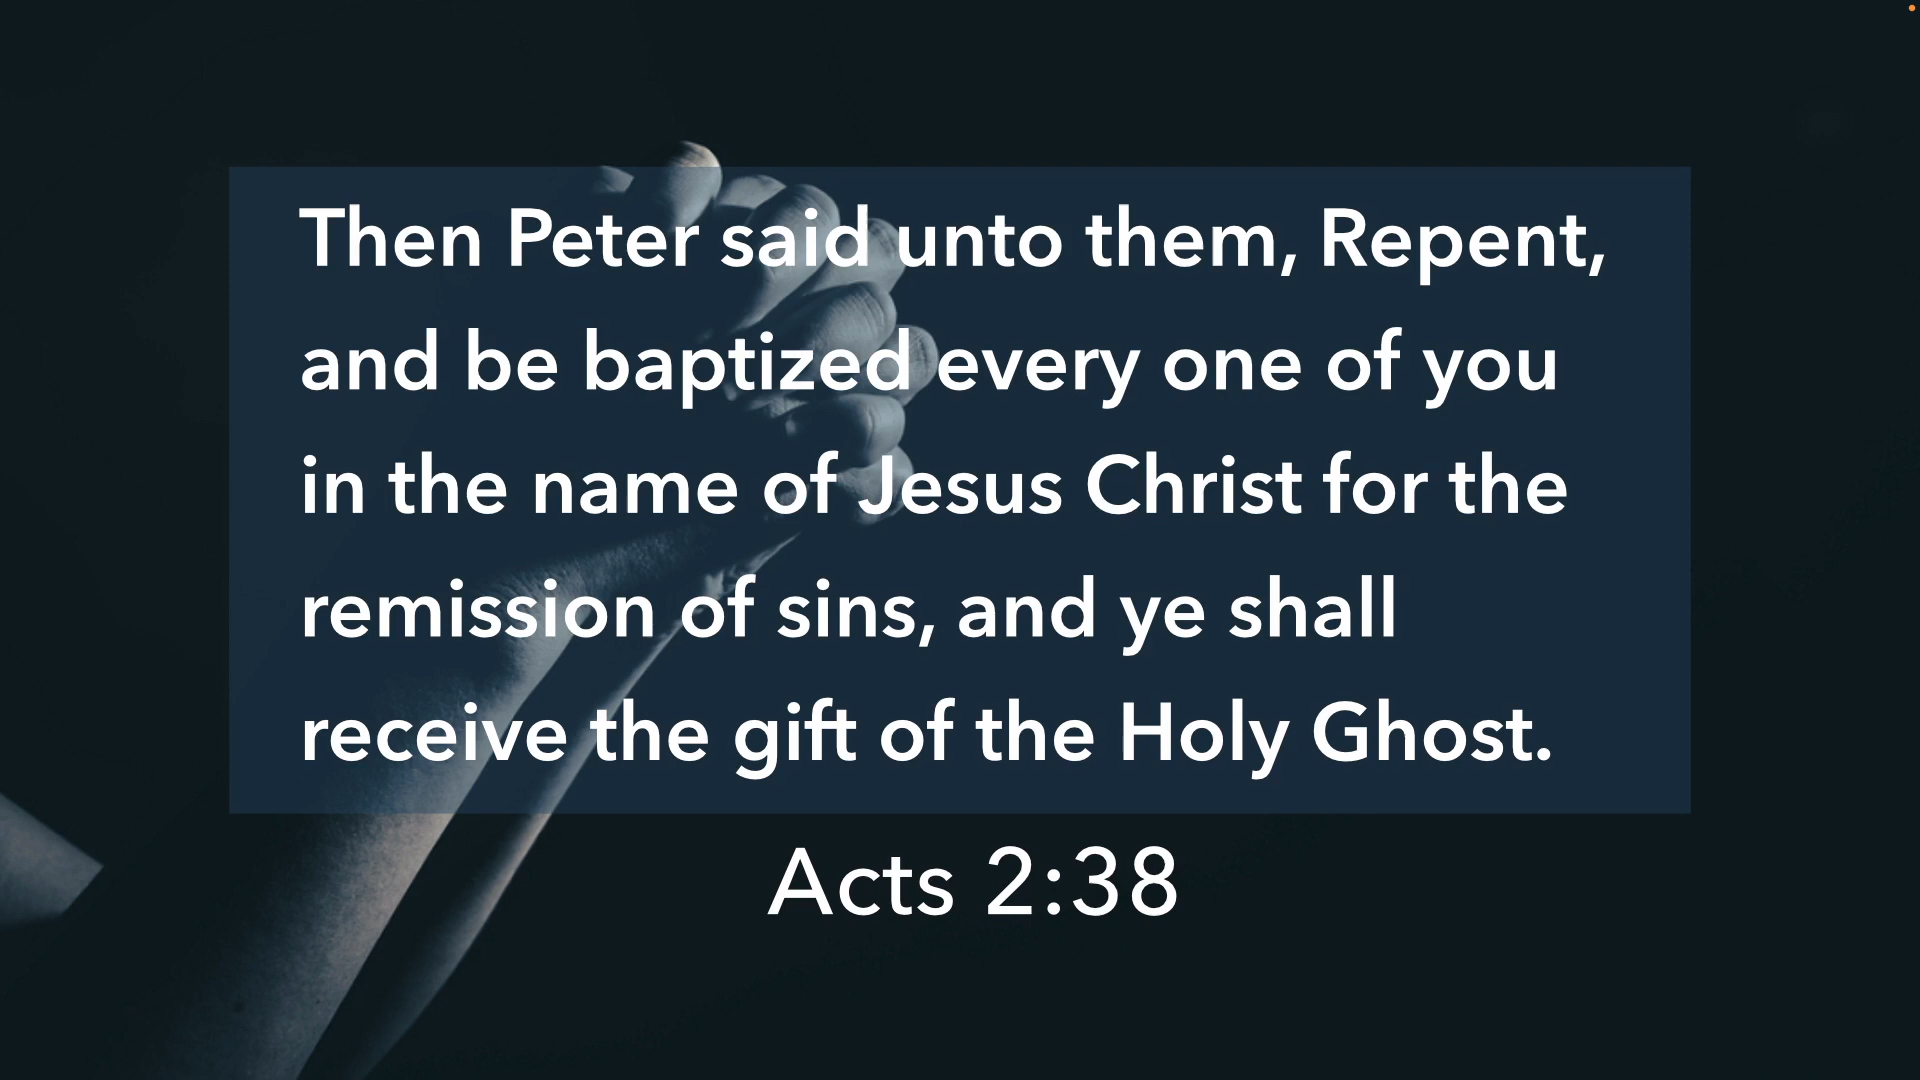 Then Peter said unto them, Repent,
and be baptized every one of you
in the name of Jesus Christ for the
remission of sins, and ye shall
receive the gift of the Holy Ghost.
Acts 2:38